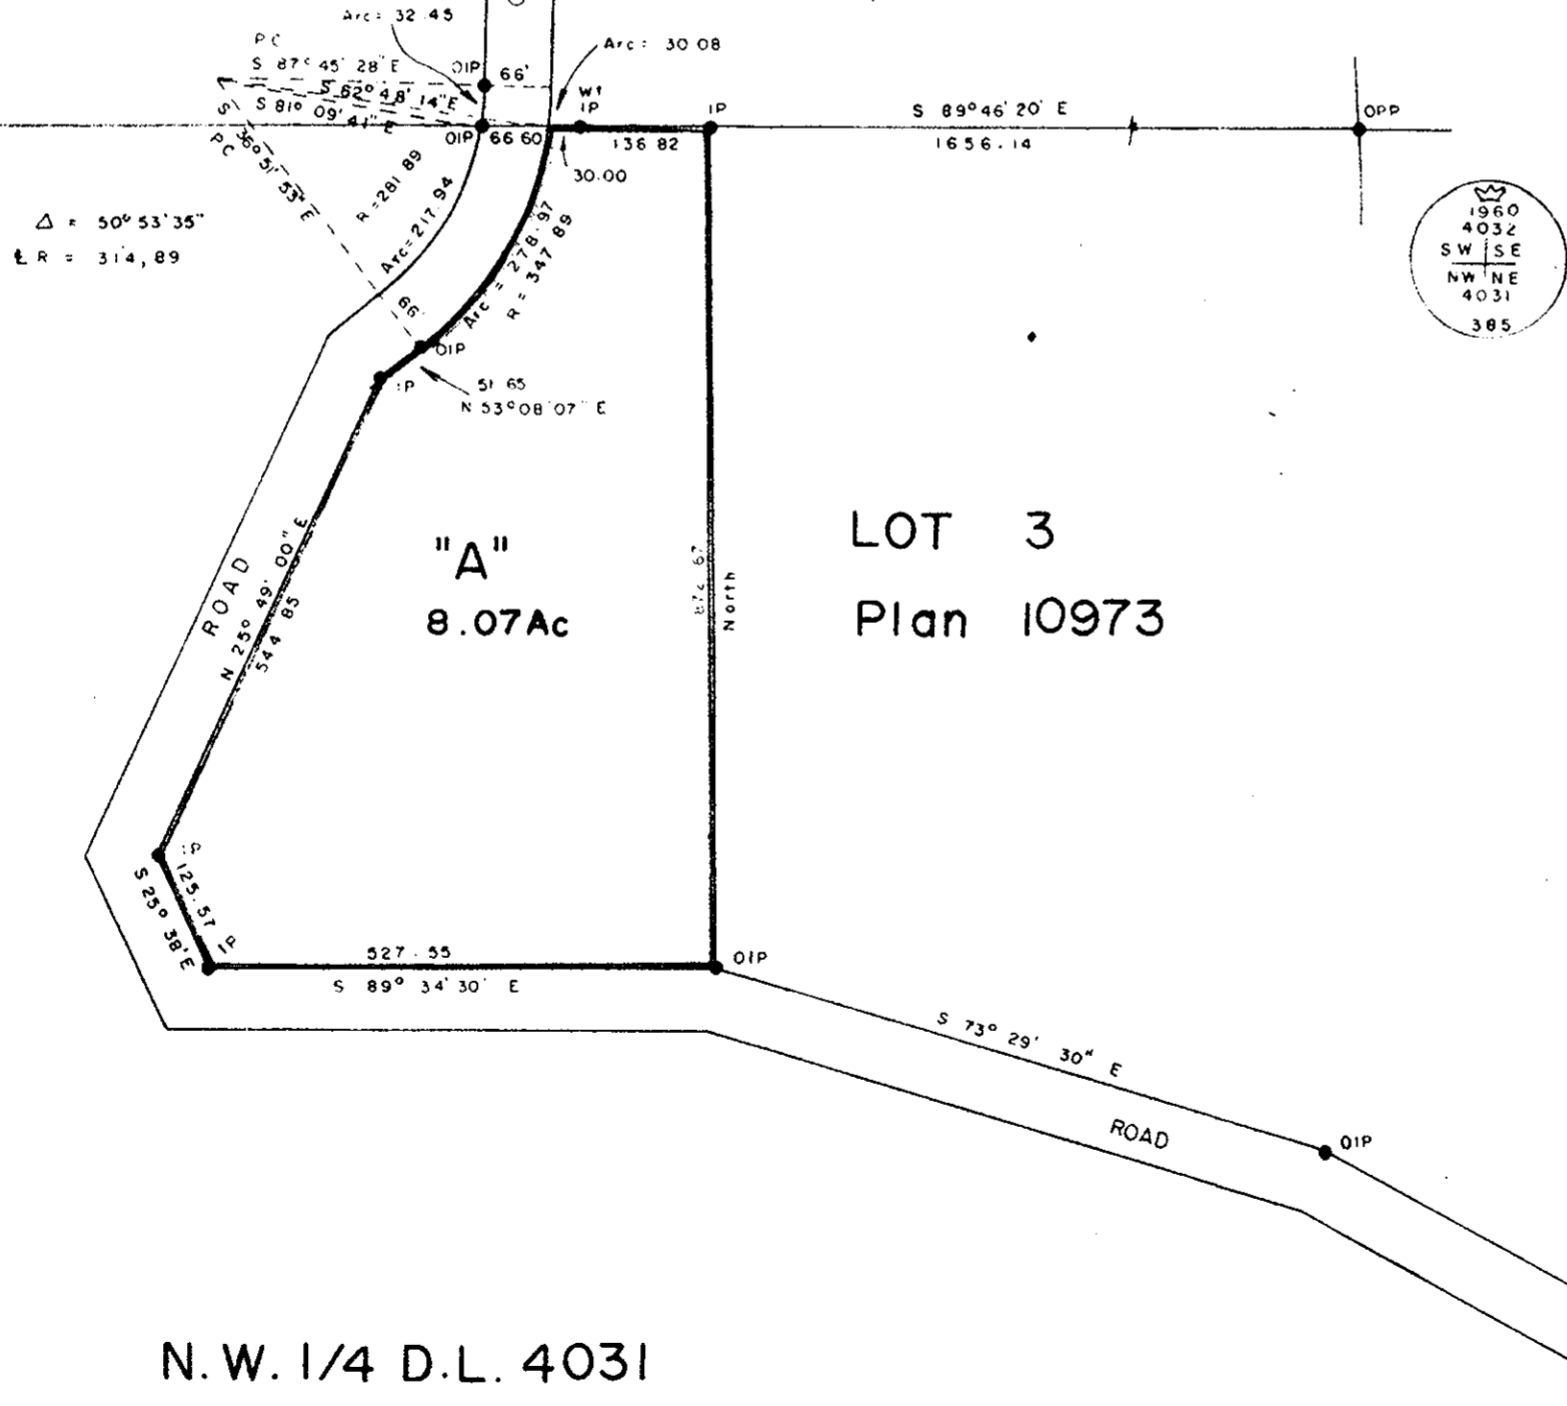 Arc= 32.45
PC
S 87° 45' 28" E
OIP
66'
Arc= 30.08
S 82° 48' 14" E
S 81° 09' 41" E
Wt
IP
IP
S 89°46'20" E
OPP
OIP
66.60
136.82
1656.14
30.00
S 36° 51' 53" E
PC
R=281.89
Arc=217.94
Δ = 50° 53' 35"
℄ R = 314,89
Arc = 278.97
R = 347.89
66'
OIP
IP
51.65
N 53°08'07" E
1960
4032
SW SE
NW NE
4031
385
ROAD
N 25° 49' 00" E
544.85
"A"
8.07Ac
North
LOT 3
Plan 10973
IP
125.57
IP
S 25° 38' E
527.55
S 89° 34' 30" E
OIP
S 73° 29' 30" E
ROAD
OIP
N.W. 1/4 D.L. 4031